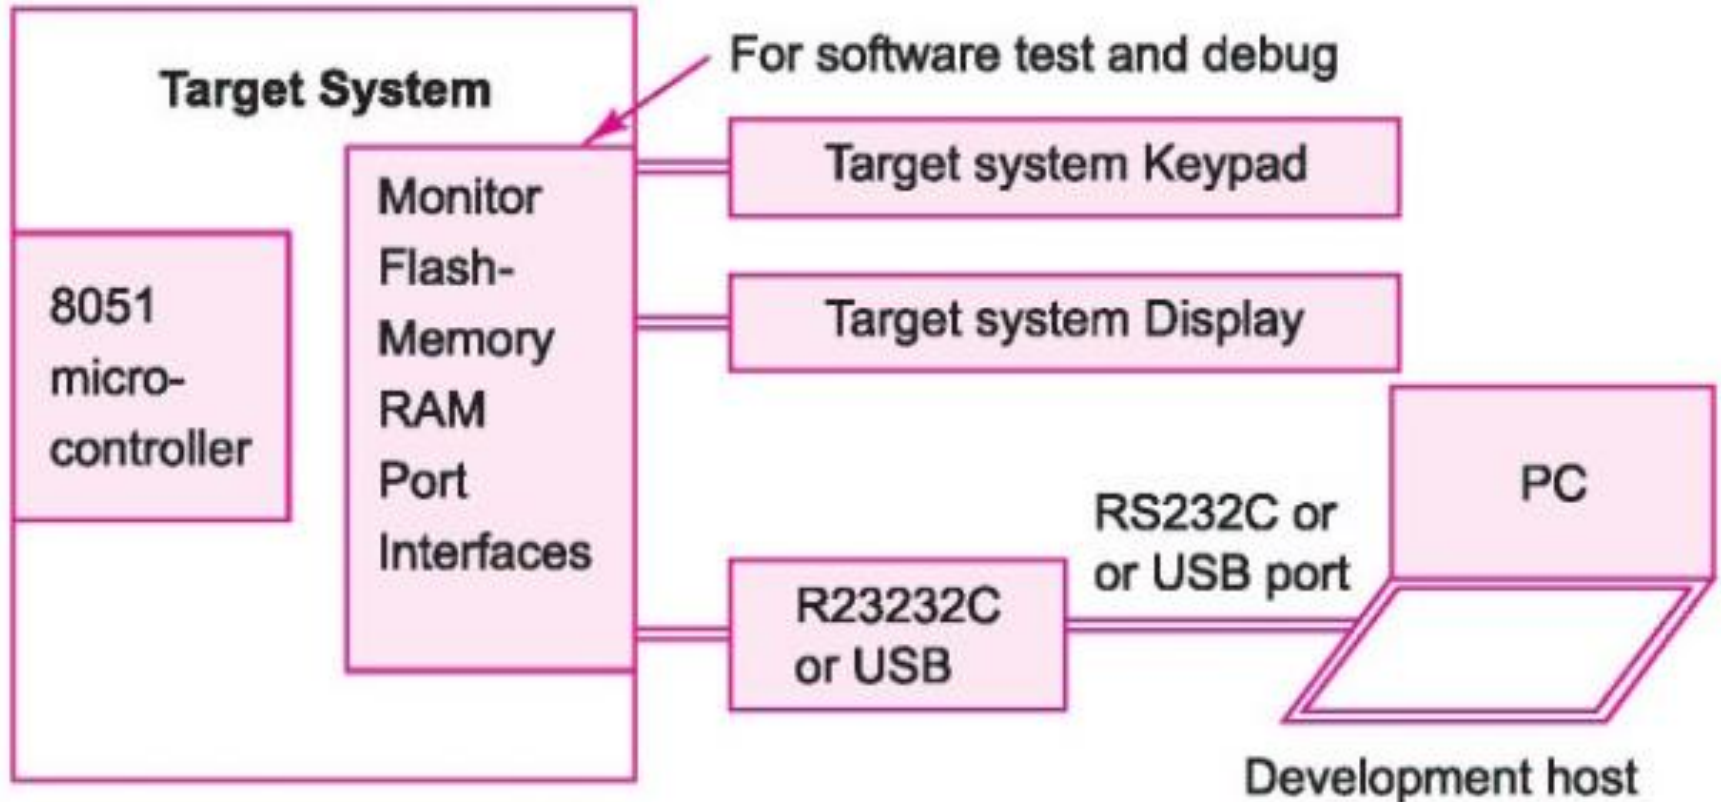 Target System
For software test and debug
Monitor
Flash-
Memory
RAM
Port
Interfaces
8051
micro-
controller
Target system Keypad
Target system Display
R23232C
or USB
RS232C or
or USB port
PC
Development host